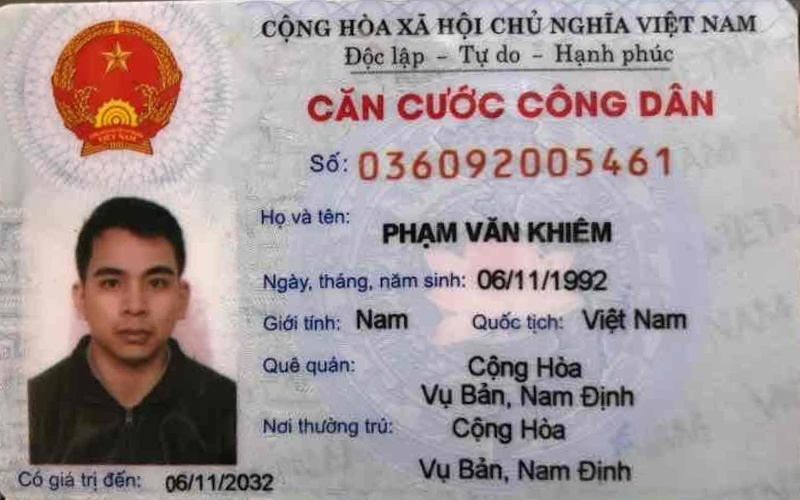 CỘNG HÒA XÃ HỘI CHỦ NGHĨA VIỆT NAM
Độc lập – Tự do – Hạnh phúc
CĂN CƯỚC CÔNG DÂN
Số: 036092005461
Họ và tên: PHẠM VĂN KHIÊM
Ngày, tháng, năm sinh: 06/11/1992
Giới tính: Nam Quốc tịch: Việt Nam
Quê quán: Cộng Hòa
Vụ Bản, Nam Định
Nơi thường trú: Cộng Hòa
Vụ Bản, Nam Định
Có giá trị đến: 06/11/2032